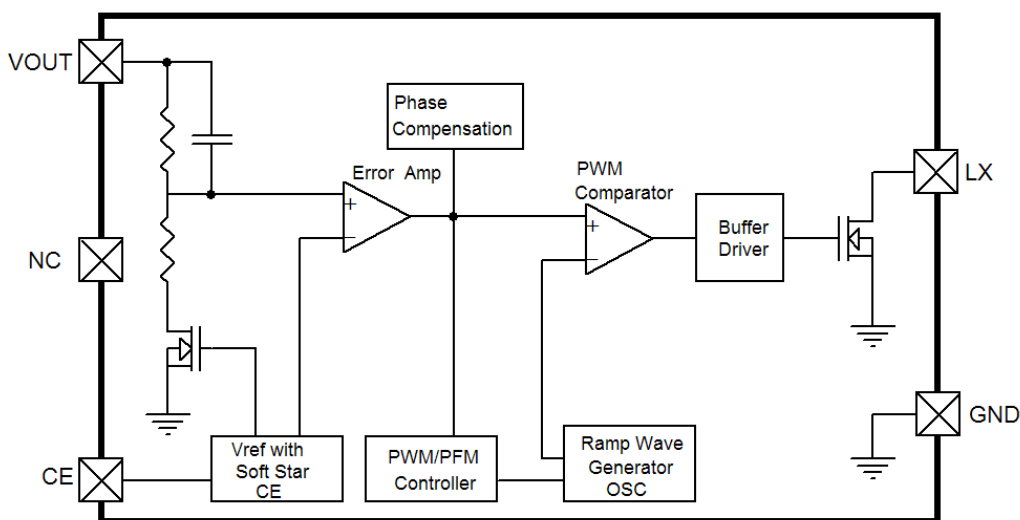 VOUT
Phase
Compensation
Error Amp
+
−
PWM
Comparator
+
−
Buffer
Driver
LX
NC
GND
CE
Vref with
Soft Star
CE
PWM/PFM
Controller
Ramp Wave
Generator
OSC